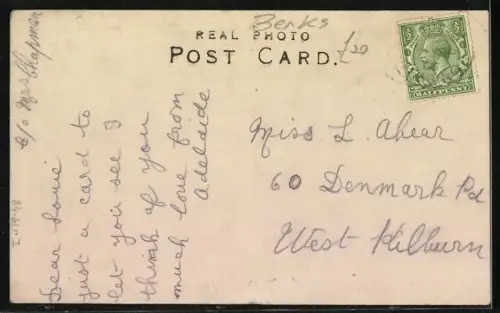 Berks
REAL PHOTO
POST CARD.
£20
HALFPENNY
c/o Mrs Chapman
Dear Louie
just a card to
let you see I
think of you
much love from
Adelaide
Miss L. Ahear
60 Denmark Rd
West Kilburn